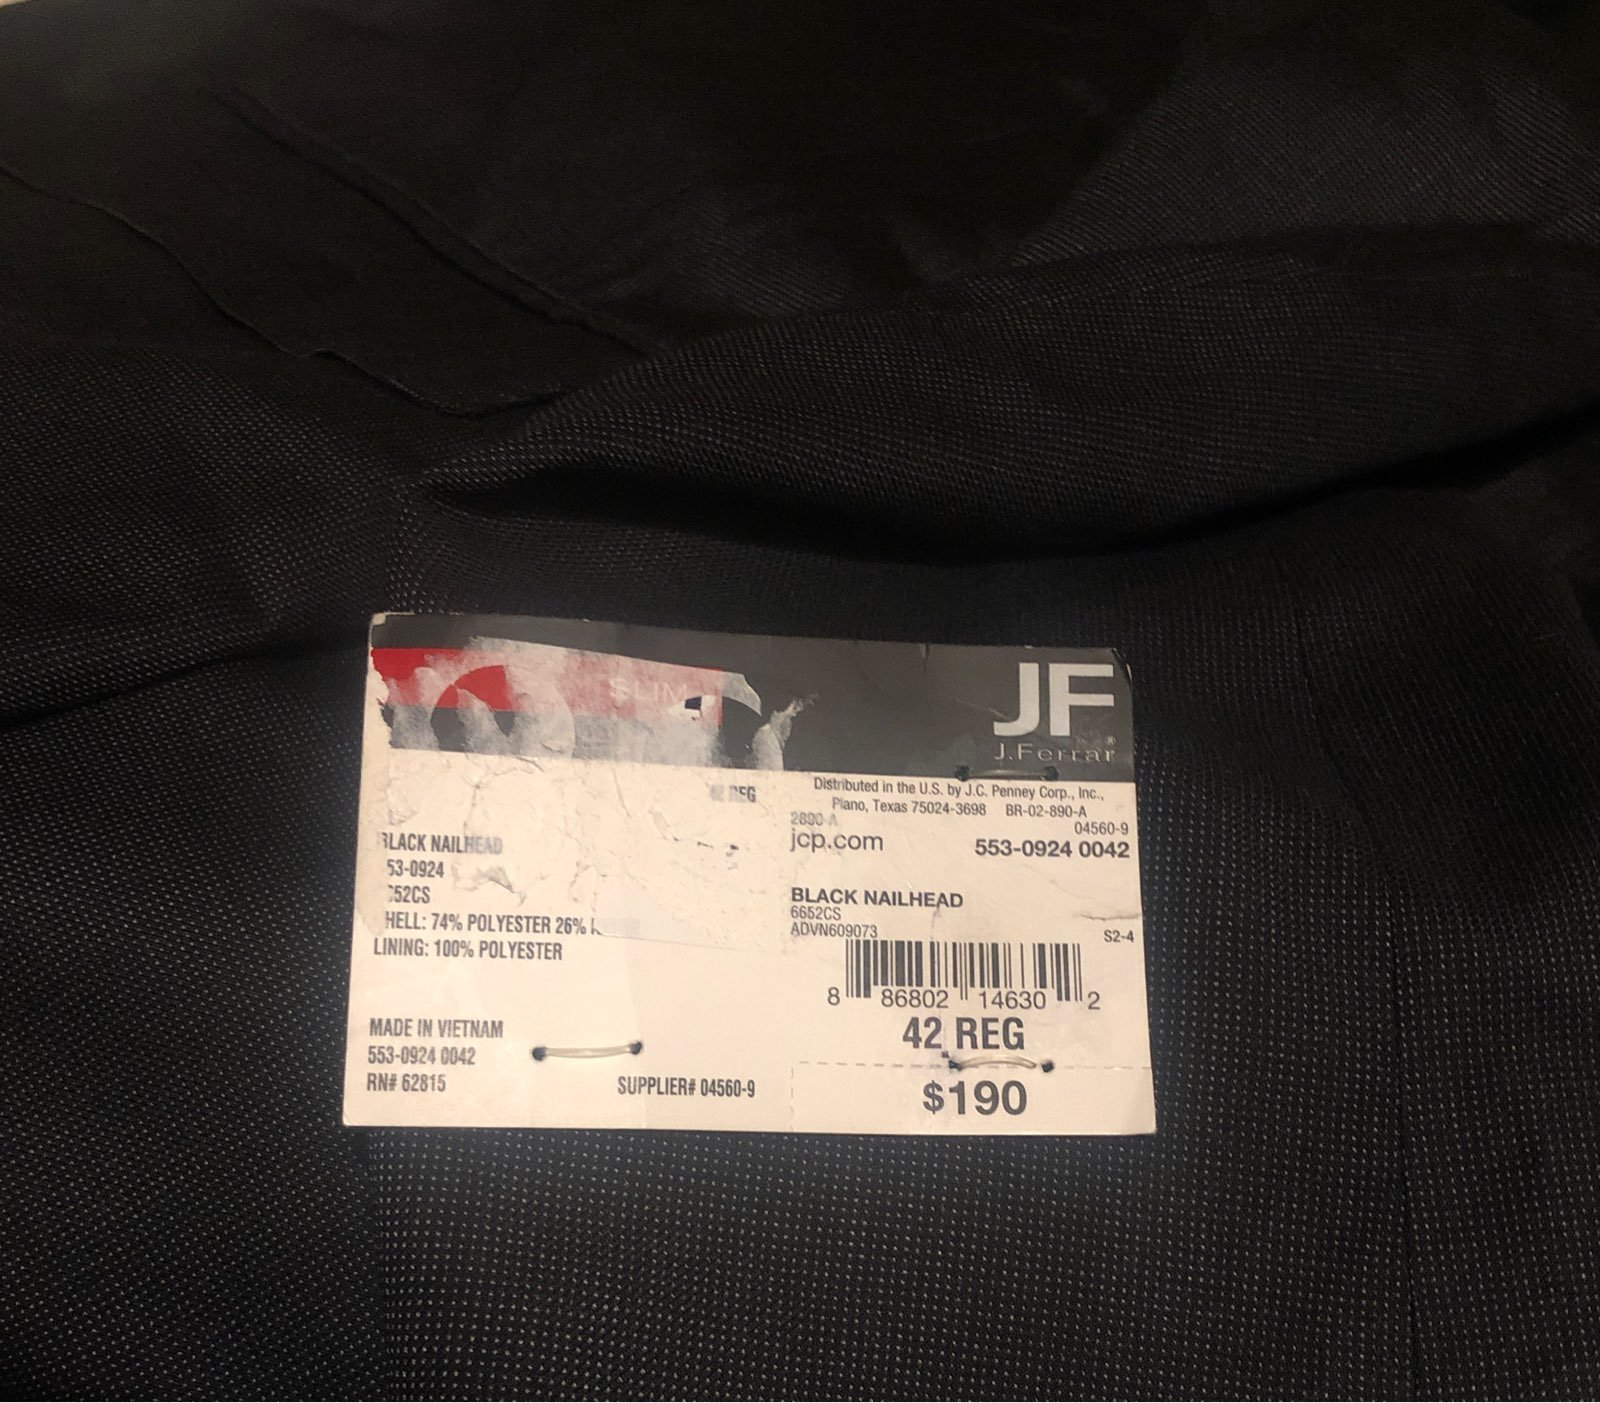 SLIM
JF
J.Ferrar
42 REG
BLACK NAILHEAD
53-0924
52CS
HELL: 74% POLYESTER 26%
LINING: 100% POLYESTER
MADE IN VIETNAM
553-0924 0042
RN# 62815
SUPPLIER# 04560-9
Distributed in the U.S. by J.C. Penney Corp., Inc.,
Plano, Texas 75024-3698 BR-02-890-A
2890-A
04560-9
jcp.com
553-0924 0042
BLACK NAILHEAD
6652CS
ADVN609073
S2-4
8 86802 14630 2
42 REG
$190